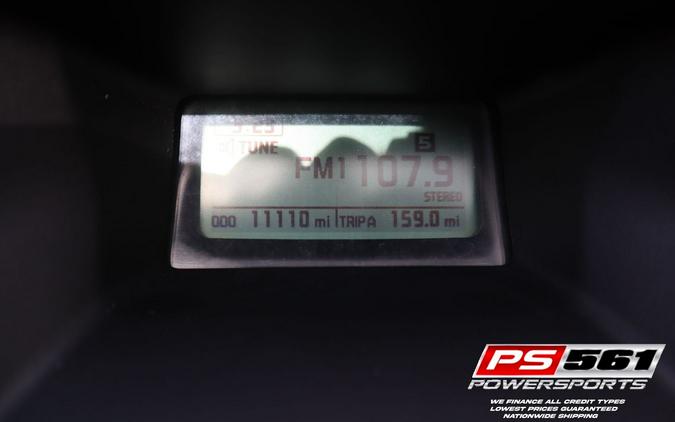 TUNE
5
FM1 107.9
STEREO
ODO 11110 mi TRIP A 159.0 mi
PS 561
POWERSPORTS
WE FINANCE ALL CREDIT TYPES
LOWEST PRICES GUARANTEED
NATIONWIDE SHIPPING